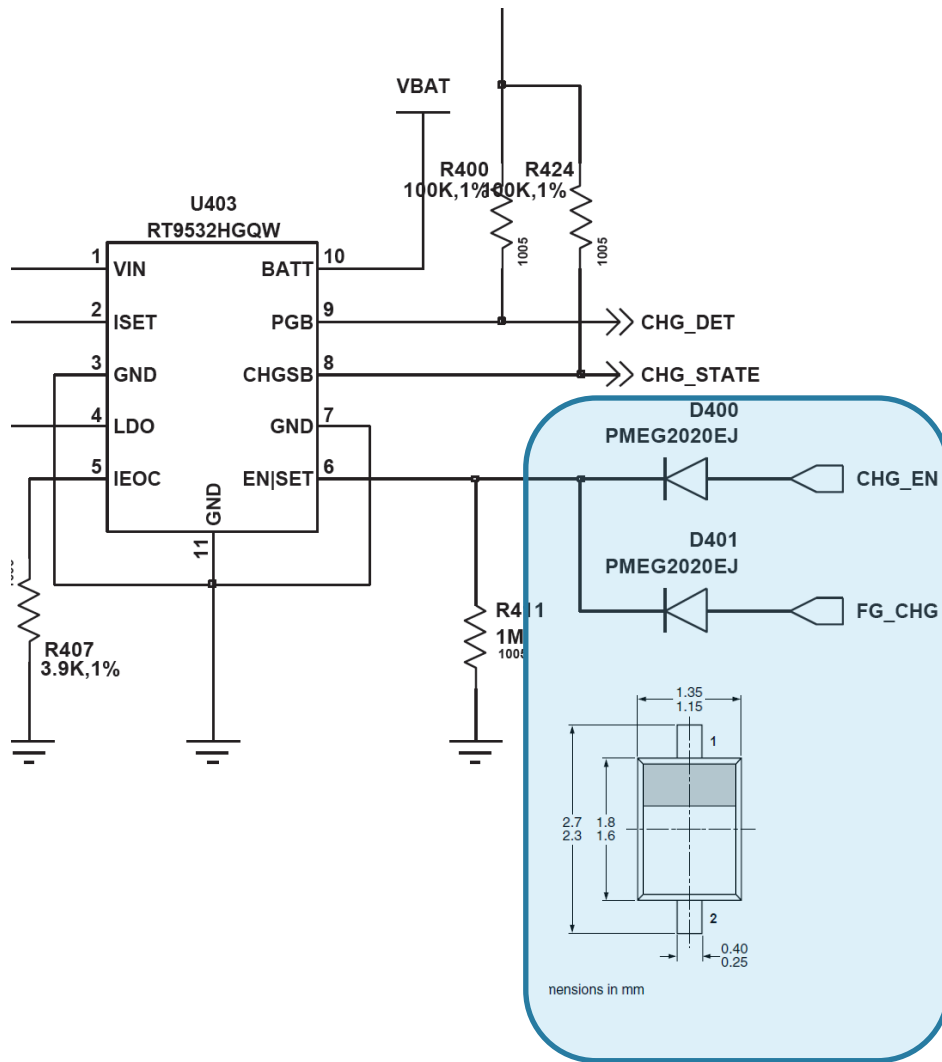 VBAT
R400
100K,1%
1005
R424
100K,1%
1005
U403
RT9532HGQW
1
VIN
2
ISET
3
GND
4
LDO
5
IEOC
GND
11
BATT
10
PGB
9
CHGSB
8
GND
7
EN|SET
6
CHG_DET
CHG_STATE
D400
PMEG2020EJ
CHG_EN
D401
PMEG2020EJ
FG_CHG
R411
1M
1005
R407
3.9K,1%
1.35
1.15
1
2.7
2.3
1.8
1.6
2
0.40
0.25
nensions in mm